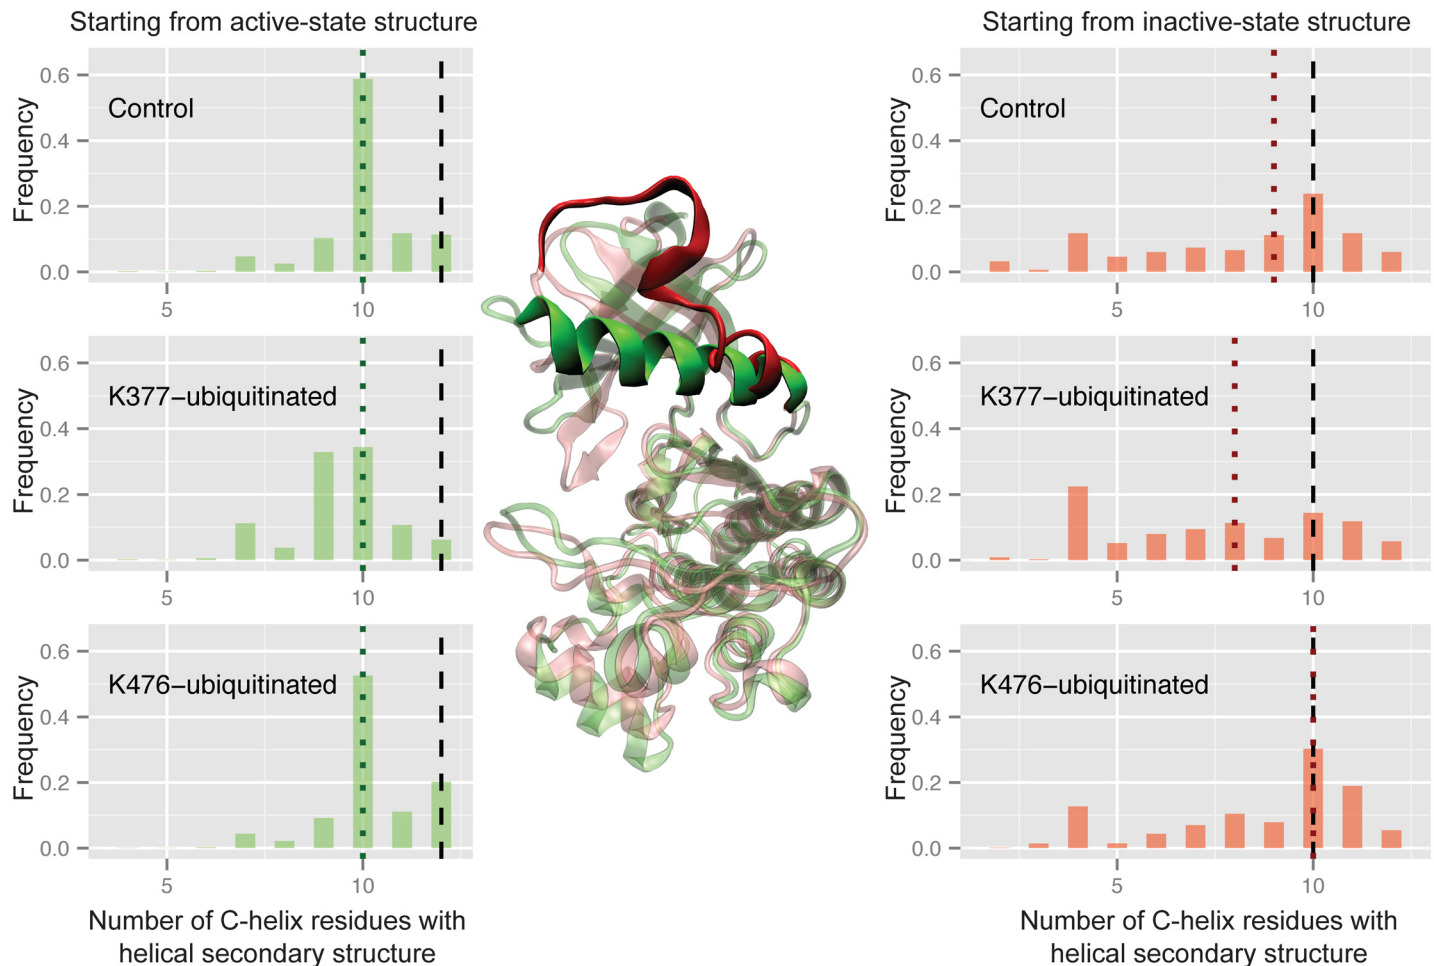 Starting from active-state structure
Frequency
0.6
0.4
0.2
0.0
Control
5
10
Frequency
0.6
0.4
0.2
0.0
K377–ubiquitinated
5
10
Frequency
0.6
0.4
0.2
0.0
K476–ubiquitinated
5
10
Number of C-helix residues with
helical secondary structure
Starting from inactive-state structure
Frequency
0.6
0.4
0.2
0.0
Control
5
10
Frequency
0.6
0.4
0.2
0.0
K377–ubiquitinated
5
10
Frequency
0.6
0.4
0.2
0.0
K476–ubiquitinated
5
10
Number of C-helix residues with
helical secondary structure